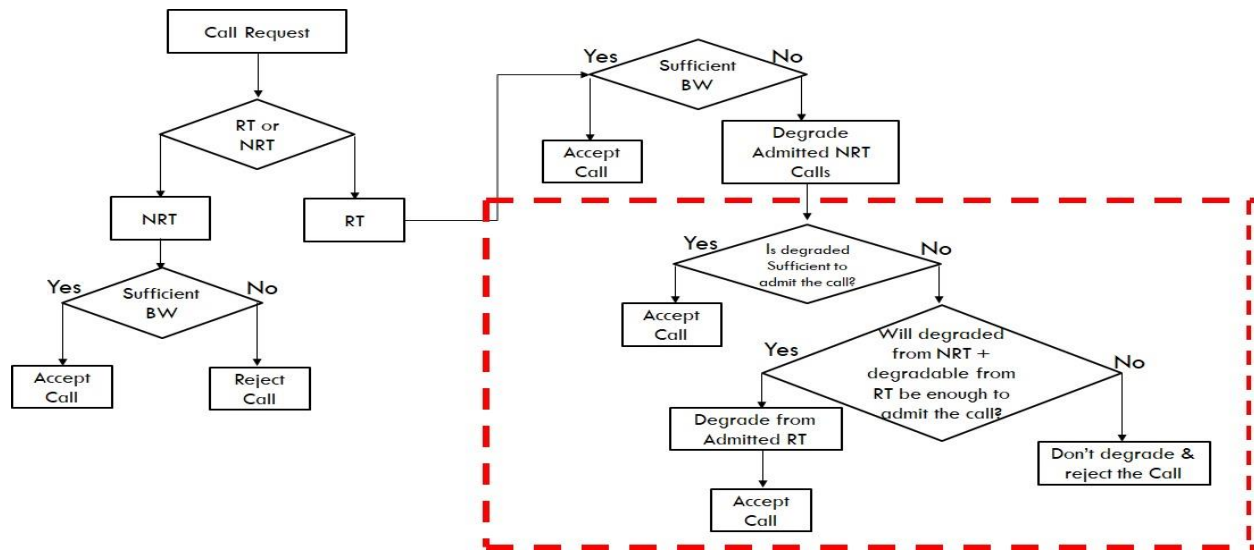 Call Request
RT or
NRT
NRT
RT
Yes
Sufficient
BW
No
Accept
Call
Reject
Call
Yes
Sufficient
BW
No
Accept
Call
Degrade
Admitted NRT
Calls
Yes
Is degraded
Sufficient to
admit the call?
No
Accept
Call
Yes
Will degraded
from NRT +
degradable from
RT be enough to
admit the call?
No
Degrade from
Admitted RT
Accept
Call
Don't degrade &
reject the Call